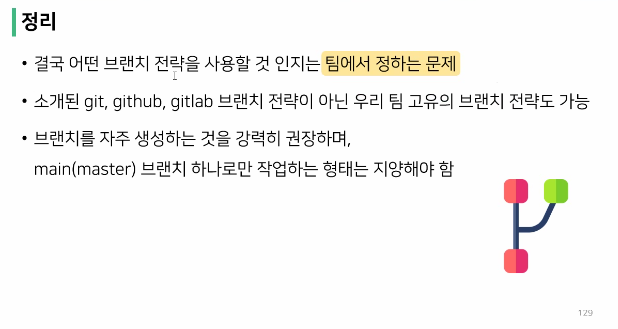 정리
• 결국 어떤 브랜치 전략을 사용할 것 인지는 팀에서 정하는 문제
• 소개된 git, github, gitlab 브랜치 전략이 아닌 우리 팀 고유의 브랜치 전략도 가능
• 브랜치를 자주 생성하는 것을 강력히 권장하며,
main(master) 브랜치 하나로만 작업하는 형태는 지양해야 함
129